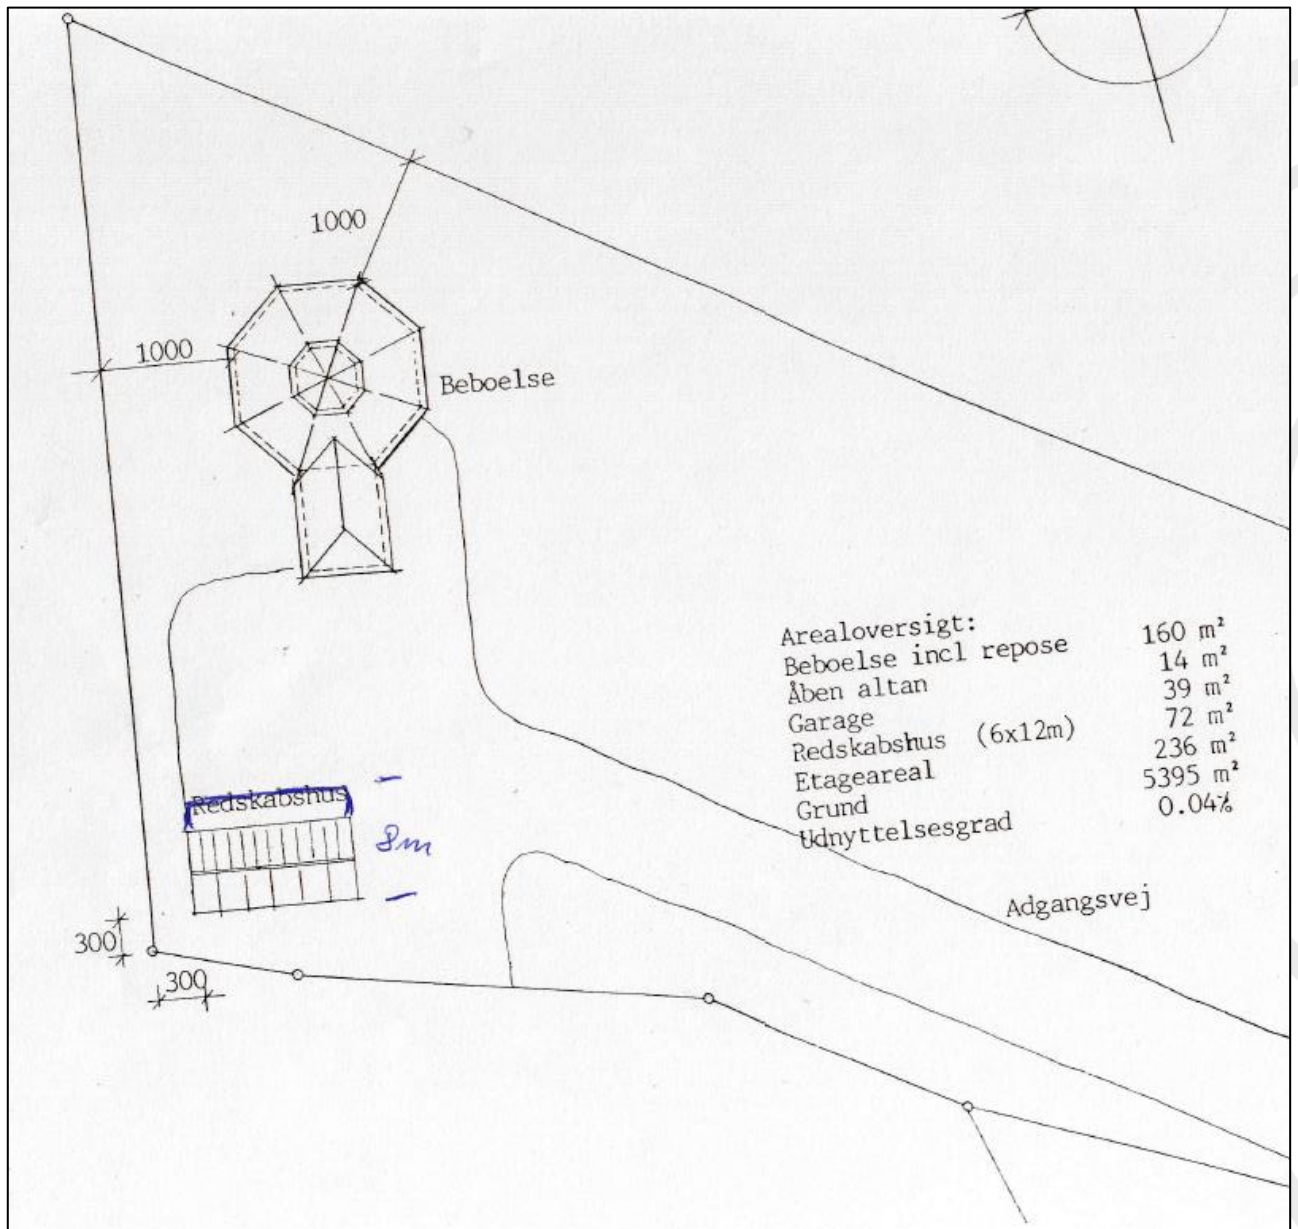 1000
1000
Beboelse
Arealoversigt:
Beboelse incl repose 160 m²
Åben altan 14 m²
Garage 39 m²
Redskabshus (6x12m) 72 m²
Etageareal 236 m²
Grund 5395 m²
Udnyttelsesgrad 0.04%
Redskabshus
8m
Adgangsvej
300
300